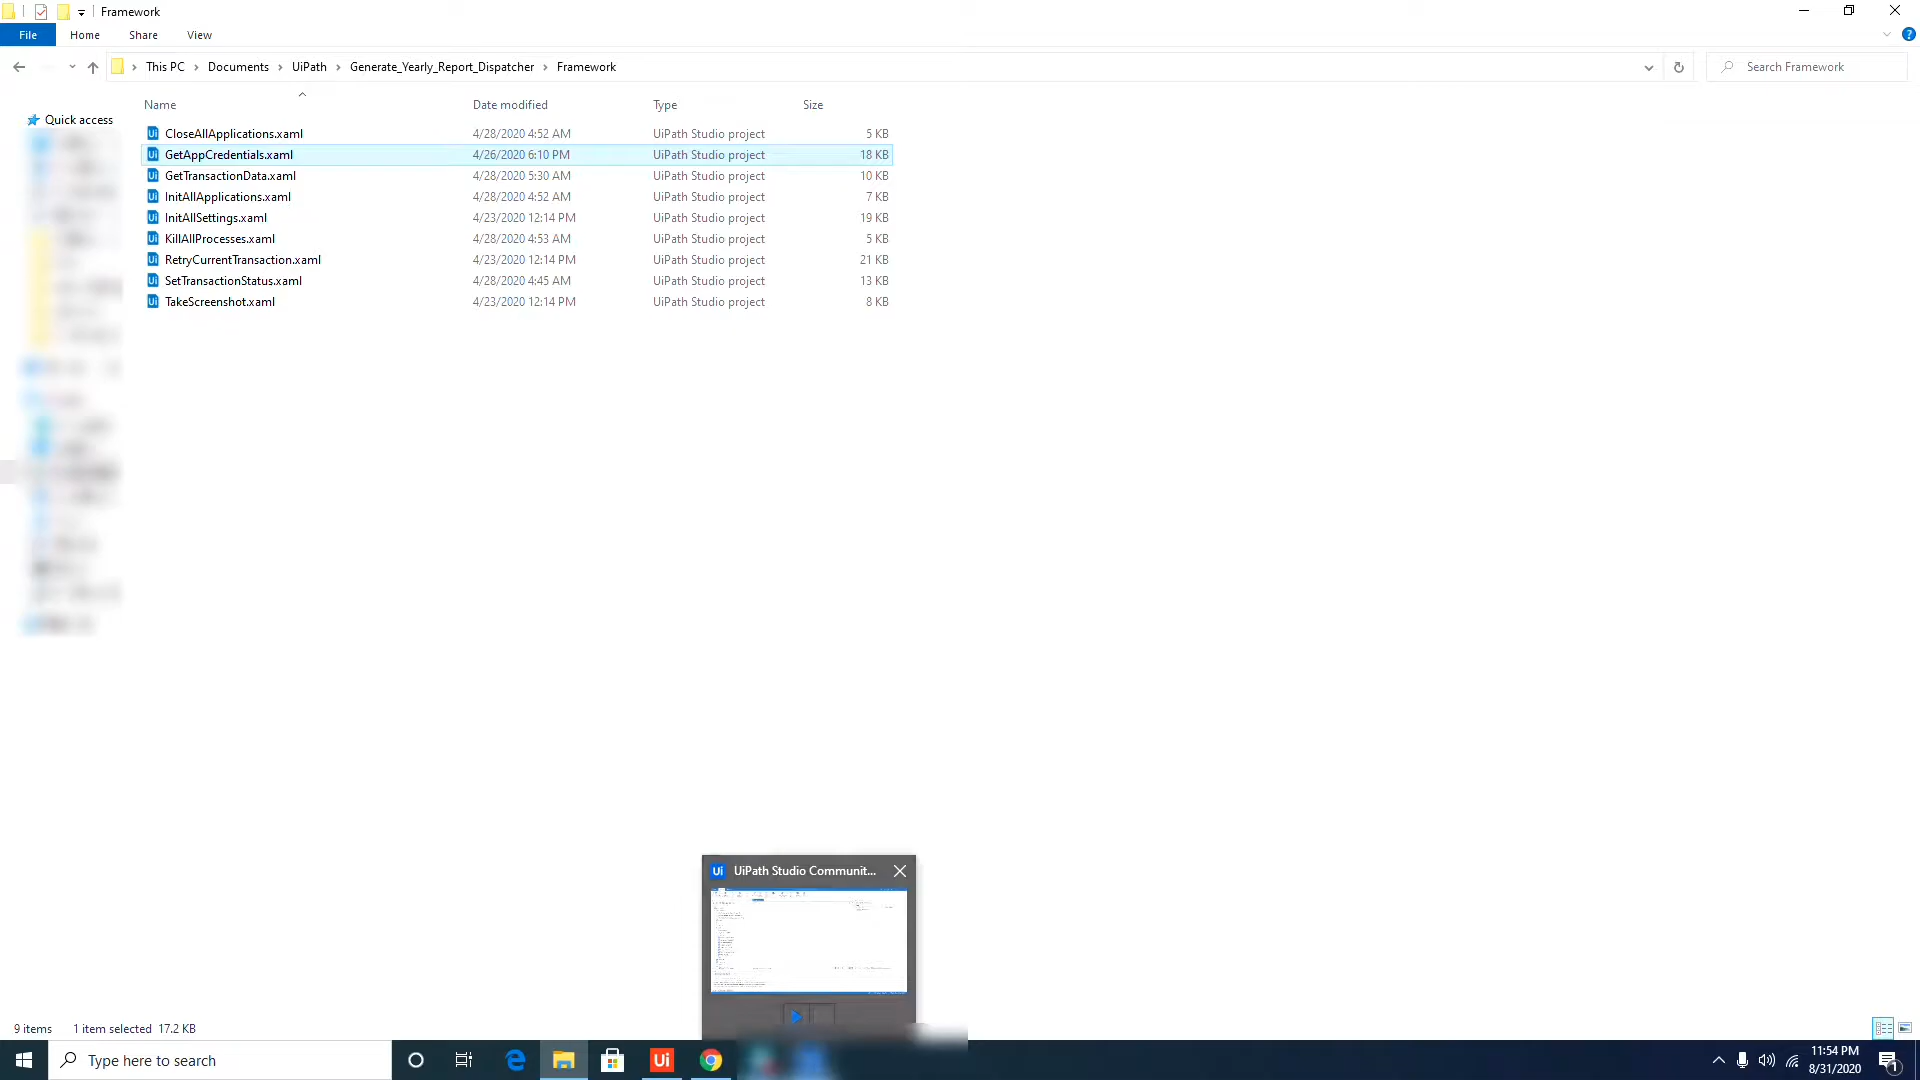 Framework
File Home Share View
This PC > Documents > UiPath > Generate_Yearly_Report_Dispatcher > Framework
Search Framework
Name Date modified Type Size
Quick access
CloseAllApplications.xaml 4/28/2020 4:52 AM UiPath Studio project 5 KB
GetAppCredentials.xaml 4/26/2020 6:10 PM UiPath Studio project 18 KB
GetTransactionData.xaml 4/28/2020 5:30 AM UiPath Studio project 10 KB
InitAllApplications.xaml 4/28/2020 4:52 AM UiPath Studio project 7 KB
InitAllSettings.xaml 4/23/2020 12:14 PM UiPath Studio project 19 KB
KillAllProcesses.xaml 4/28/2020 4:53 AM UiPath Studio project 5 KB
RetryCurrentTransaction.xaml 4/23/2020 12:14 PM UiPath Studio project 21 KB
SetTransactionStatus.xaml 4/28/2020 4:45 AM UiPath Studio project 13 KB
TakeScreenshot.xaml 4/23/2020 12:14 PM UiPath Studio project 8 KB
Ui UiPath Studio Communit...
9 items 1 item selected 17.2 KB
Type here to search
Ui
11:54 PM
8/31/2020
1